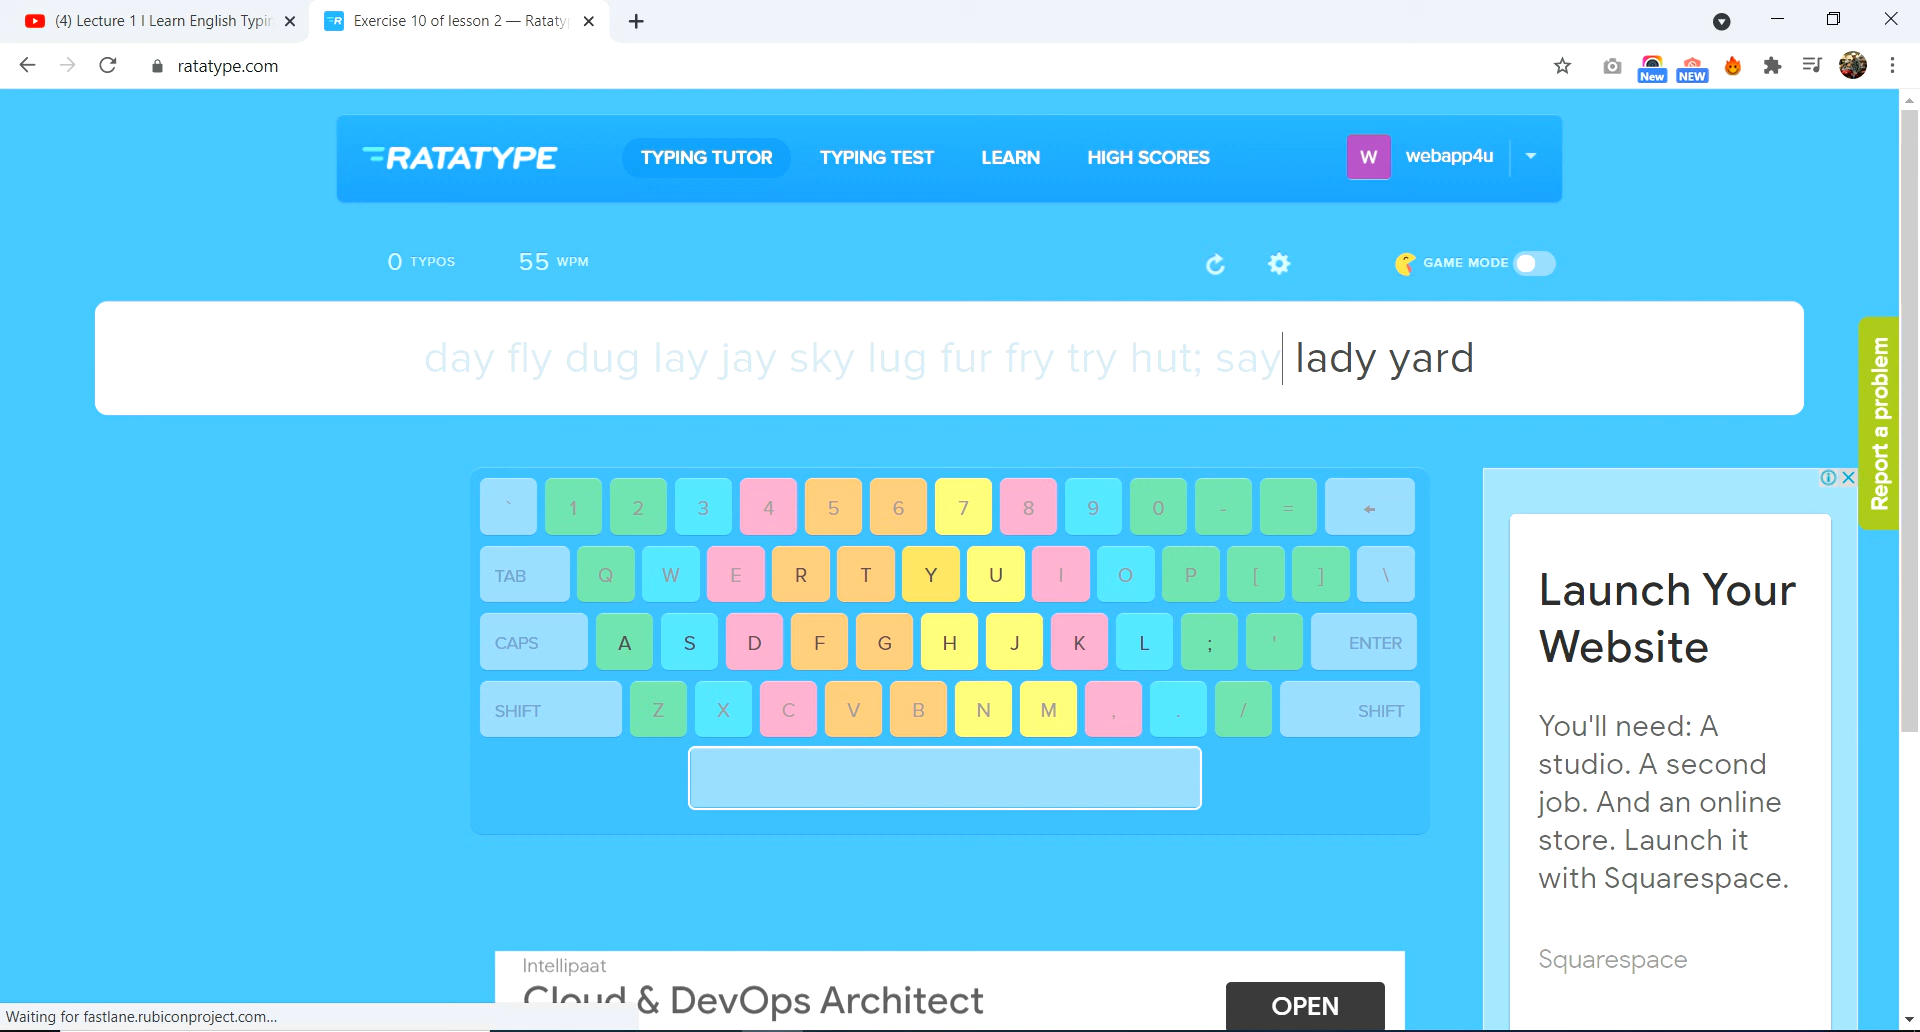 (4) Lecture 1 I Learn English Typin
Exercise 10 of lesson 2 — Ratatyp
ratatype.com
New
NEW
RATATYPE
TYPING TUTOR
TYPING TEST
LEARN
HIGH SCORES
W
webapp4u
0 TYPOS
55 WPM
GAME MODE
day fly dug lay jay sky lug fur fry try hut; say lady yard
Report a problem
` 1 2 3 4 5 6 7 8 9 0 - = ←
TAB Q W E R T Y U I O P [ ] \
CAPS A S D F G H J K L ; ' ENTER
SHIFT Z X C V B N M , . / SHIFT
Launch Your
Website
You'll need: A
studio. A second
job. And an online
store. Launch it
with Squarespace.
Squarespace
Intellipaat
Cloud & DevOps Architect
OPEN
Waiting for fastlane.rubiconproject.com...